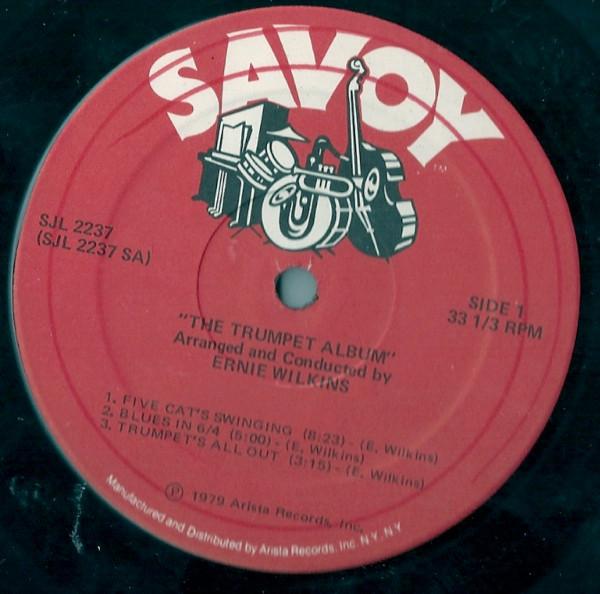 SAVOY
TM
SJL 2237
(SJL 2237 SA)
SIDE 1
33 1/3 RPM
"THE TRUMPET ALBUM"
Arranged and Conducted by
ERNIE WILKINS
1. FIVE CAT'S SWINGING (8:23) - (E. Wilkins)
2. BLUES IN 6/4 (5:00) - (E. Wilkins)
3. TRUMPET'S ALL OUT (3:15) - (E. Wilkins)
Ⓟ 1979 Arista Records, Inc.
Manufactured and Distributed by Arista Records, Inc. N.Y., N.Y